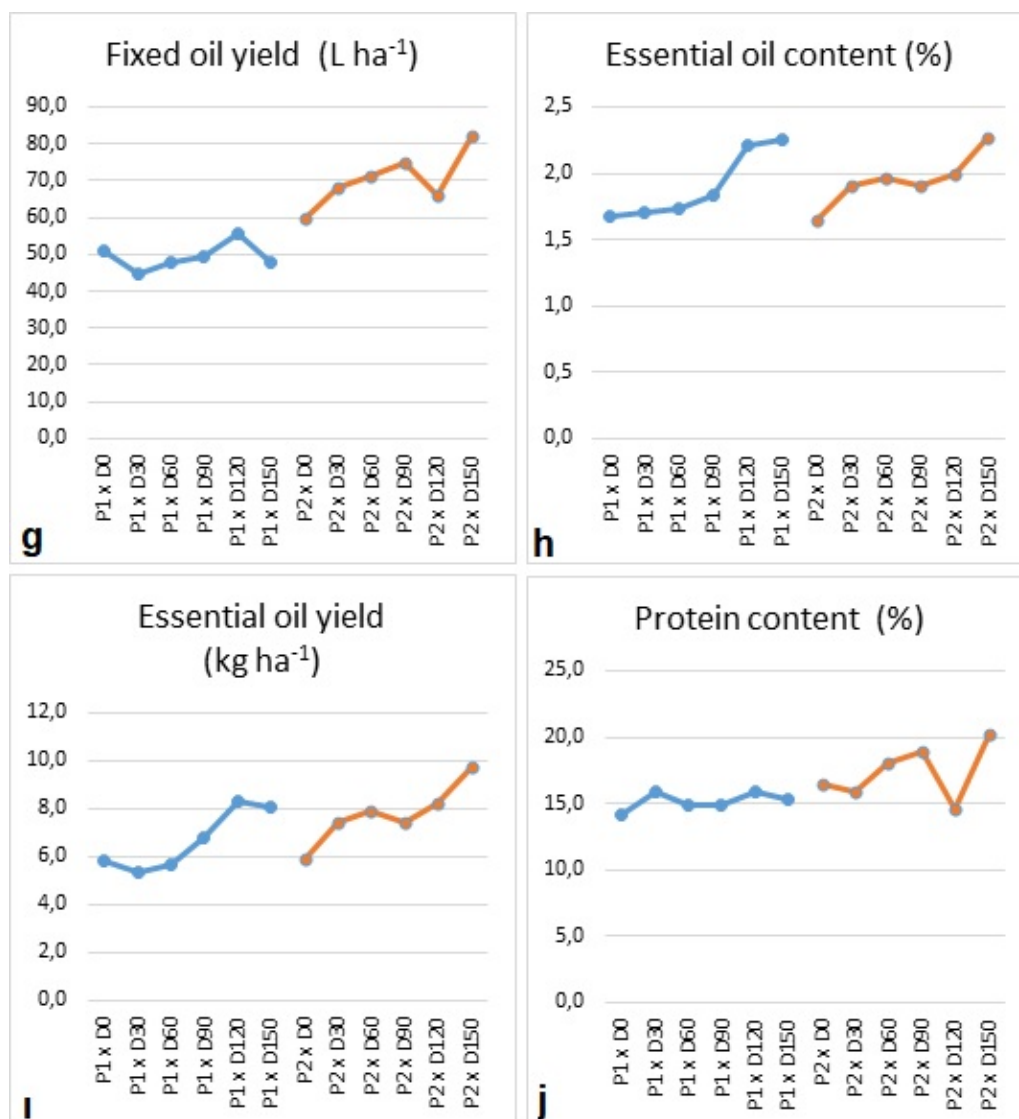 Fixed oil yield (L ha⁻¹)
90,0
80,0
70,0
60,0
50,0
40,0
30,0
20,0
10,0
0,0
P1 x D0
P1 x D30
P1 x D60
P1 x D90
P1 x D120
P1 x D150
P2 x D0
P2 x D30
P2 x D60
P2 x D90
P2 x D120
P2 x D150
g
Essential oil content (%)
2,5
2,0
1,5
1,0
0,5
0,0
P1 x D0
P1 x D30
P1 x D60
P1 x D90
P1 x D120
P1 x D150
P2 x D0
P2 x D30
P2 x D60
P2 x D90
P2 x D120
P2 x D150
h
Essential oil yield
(kg ha⁻¹)
12,0
10,0
8,0
6,0
4,0
2,0
0,0
P1 x D0
P1 x D30
P1 x D60
P1 x D90
P1 x D120
P1 x D150
P2 x D0
P2 x D30
P2 x D60
P2 x D90
P2 x D120
P2 x D150
Protein content (%)
25,0
20,0
15,0
10,0
5,0
0,0
P1 x D0
P1 x D30
P1 x D60
P1 x D90
P1 x D120
P1 x D150
P2 x D0
P2 x D30
P2 x D60
P2 x D90
P2 x D120
P2 x D150
j